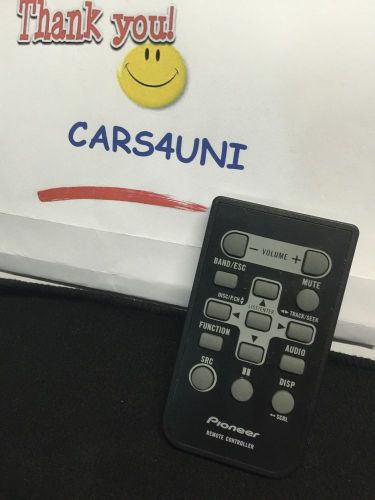 Thank you!
CARS4UNI
− VOLUME +
BAND/ESC
MUTE
DISC/P.CH
LIST/ENTER
TRACK/SEEK
FUNCTION
AUDIO
SRC
DISP
SCRL
Pioneer
REMOTE CONTROLLER